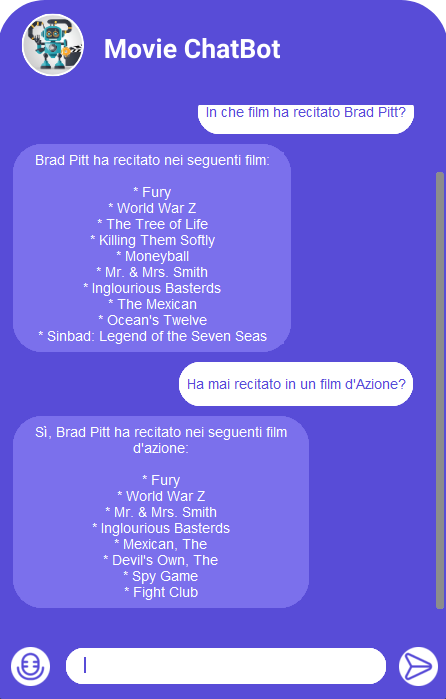 Movie ChatBot
In che film ha recitato Brad Pitt?
Brad Pitt ha recitato nei seguenti film:
* Fury
* World War Z
* The Tree of Life
* Killing Them Softly
* Moneyball
* Mr. & Mrs. Smith
* Inglourious Basterds
* The Mexican
* Ocean's Twelve
* Sinbad: Legend of the Seven Seas
Ha mai recitato in un film d'Azione?
Sì, Brad Pitt ha recitato nei seguenti film
d'azione:
* Fury
* World War Z
* Mr. & Mrs. Smith
* Inglourious Basterds
* Mexican, The
* Devil's Own, The
* Spy Game
* Fight Club